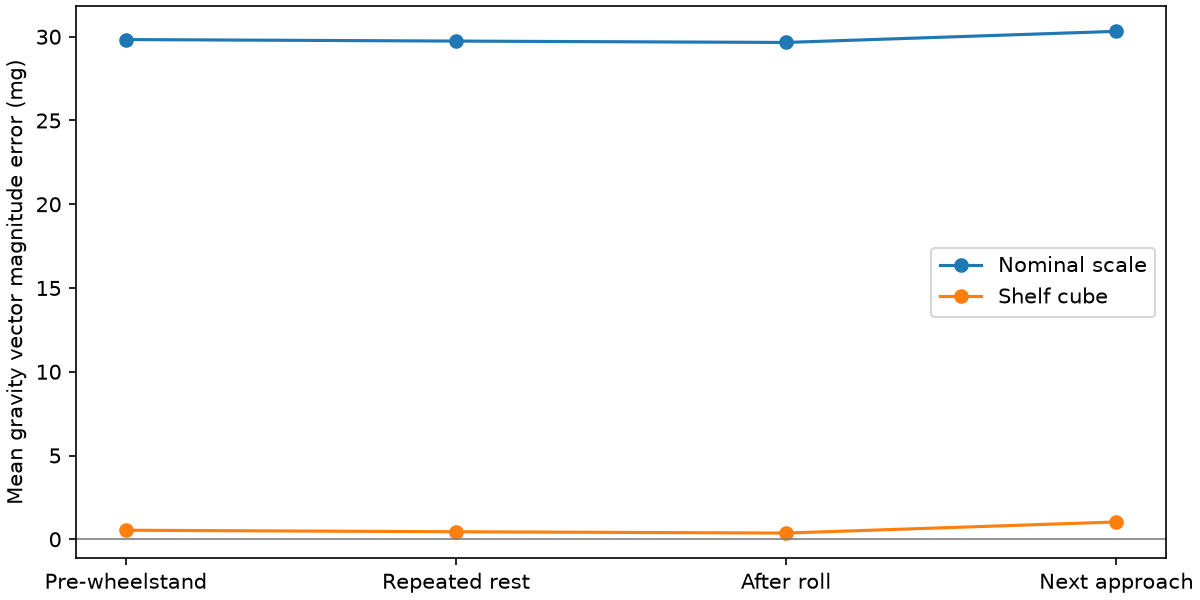 Mean gravity vector magnitude error (mg)
30
25
20
15
10
5
0
Nominal scale
Shelf cube
Pre-wheelstand
Repeated rest
After roll
Next approach